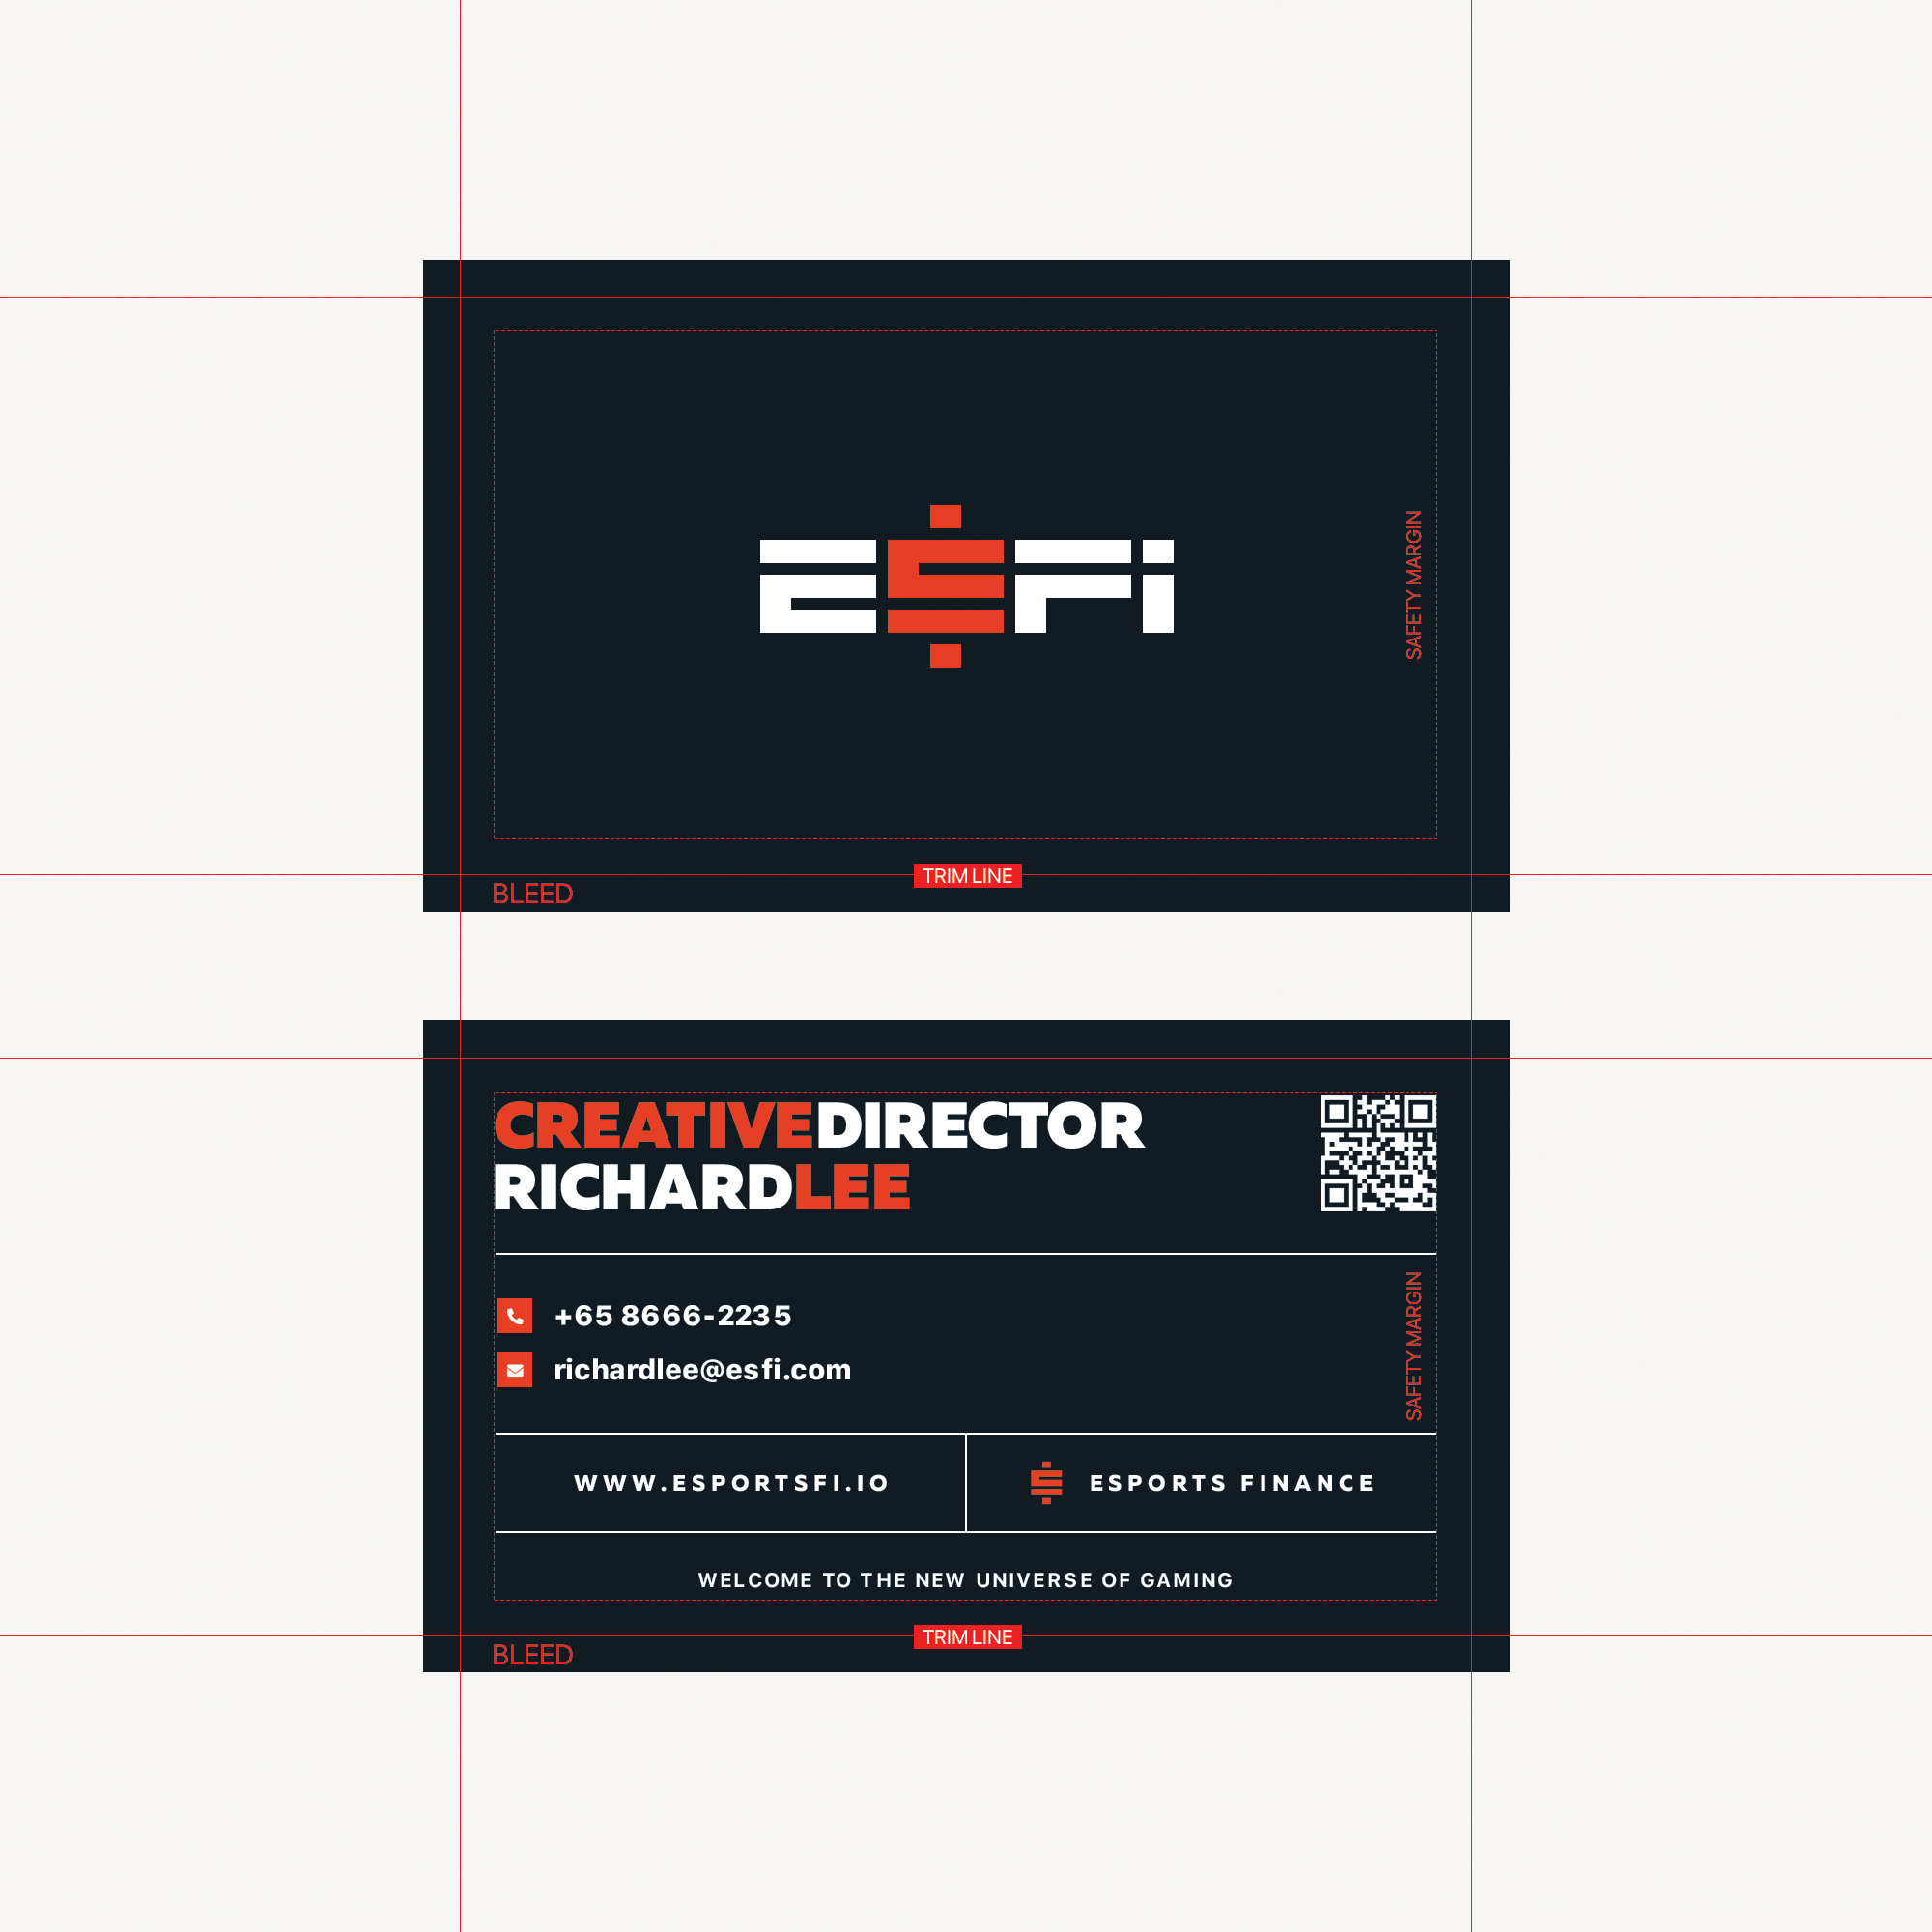 ESFi
SAFETY MARGIN
TRIM LINE
BLEED
CREATIVEDIRECTOR
RICHARDLEE
+65 8666-2235
richardlee@esfi.com
SAFETY MARGIN
WWW.ESPORTSFI.IO
ESPORTS FINANCE
WELCOME TO THE NEW UNIVERSE OF GAMING
TRIM LINE
BLEED